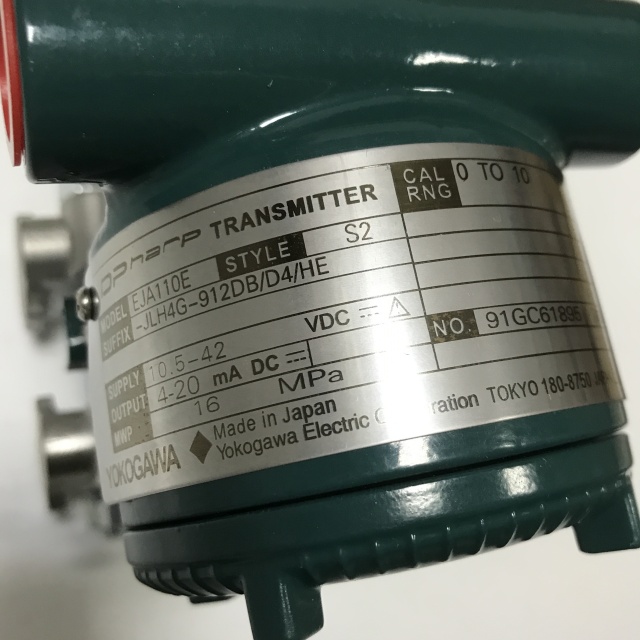 DPharp TRANSMITTER
CAL RNG 0 TO 10
MODEL EJA110E STYLE S2
SUFFIX -JLH4G-912DB/D4/HE
SUPPLY 10.5-42 VDC
OUTPUT 4-20 mA DC
MWP 16 MPa
NO. 91GC61895
YOKOGAWA
Made in Japan
Yokogawa Electric Corporation TOKYO 180-8750